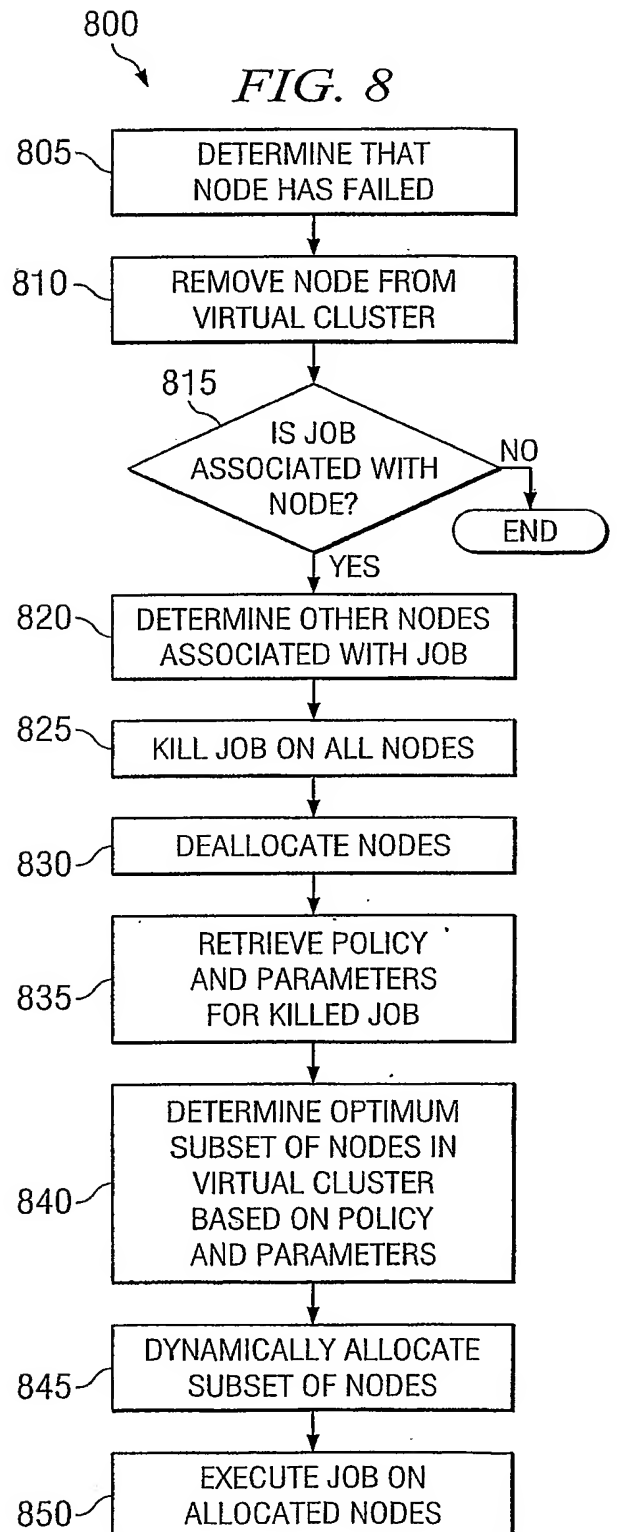 800
FIG. 8
805
DETERMINE THAT
NODE HAS FAILED
810
REMOVE NODE FROM
VIRTUAL CLUSTER
815
IS JOB
ASSOCIATED WITH
NODE?
NO
END
YES
820
DETERMINE OTHER NODES
ASSOCIATED WITH JOB
825
KILL JOB ON ALL NODES
830
DEALLOCATE NODES
835
RETRIEVE POLICY
AND PARAMETERS
FOR KILLED JOB
840
DETERMINE OPTIMUM
SUBSET OF NODES IN
VIRTUAL CLUSTER
BASED ON POLICY
AND PARAMETERS
845
DYNAMICALLY ALLOCATE
SUBSET OF NODES
850
EXECUTE JOB ON
ALLOCATED NODES